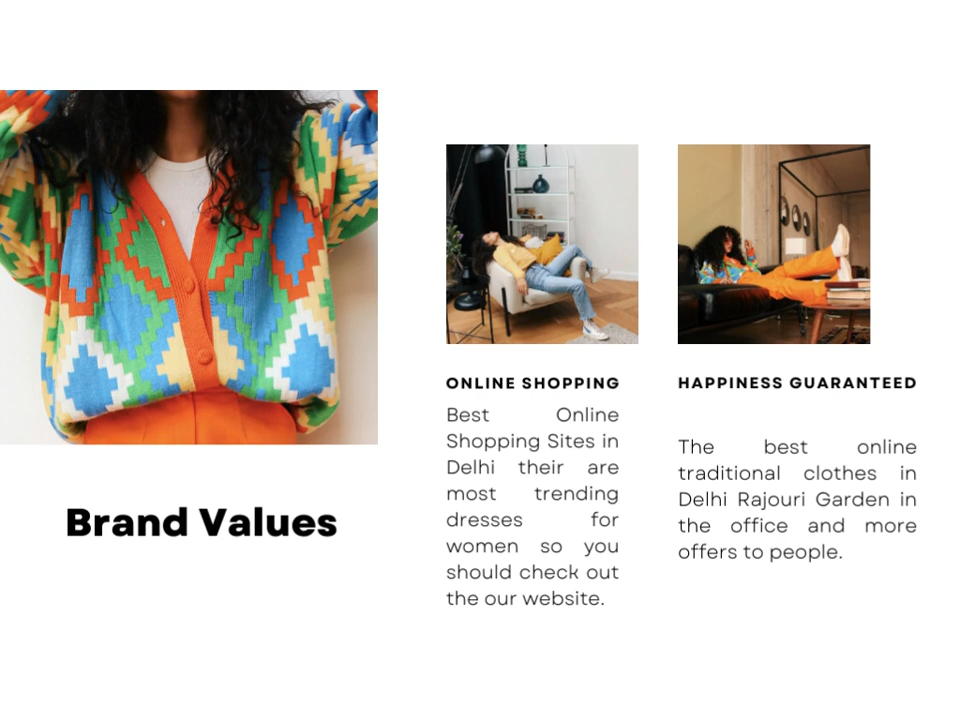 Brand Values
ONLINE SHOPPING
Best Online
Shopping Sites in
Delhi their are
most trending
dresses for
women so you
should check out
the our website.
HAPPINESS GUARANTEED
The best online
traditional clothes in
Delhi Rajouri Garden in
the office and more
offers to people.